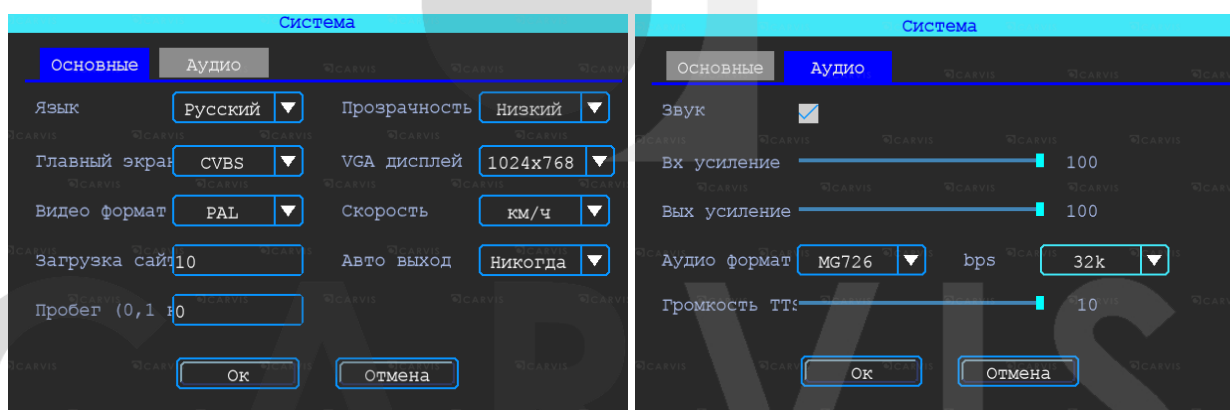 Система
Основные Аудио
Язык Русский Прозрачность Низкий
Главный экран CVBS VGA дисплей 1024x768
Видео формат PAL Скорость км/ч
Загрузка сайт 10 Авто выход Никогда
Пробег (0,1 к 0
Ок Отмена
Система
Основные Аудио
Звук
Вх усиление 100
Вых усиление 100
Аудио формат MG726 bps 32k
Громкость TTS 10
Ок Отмена
CARVIS